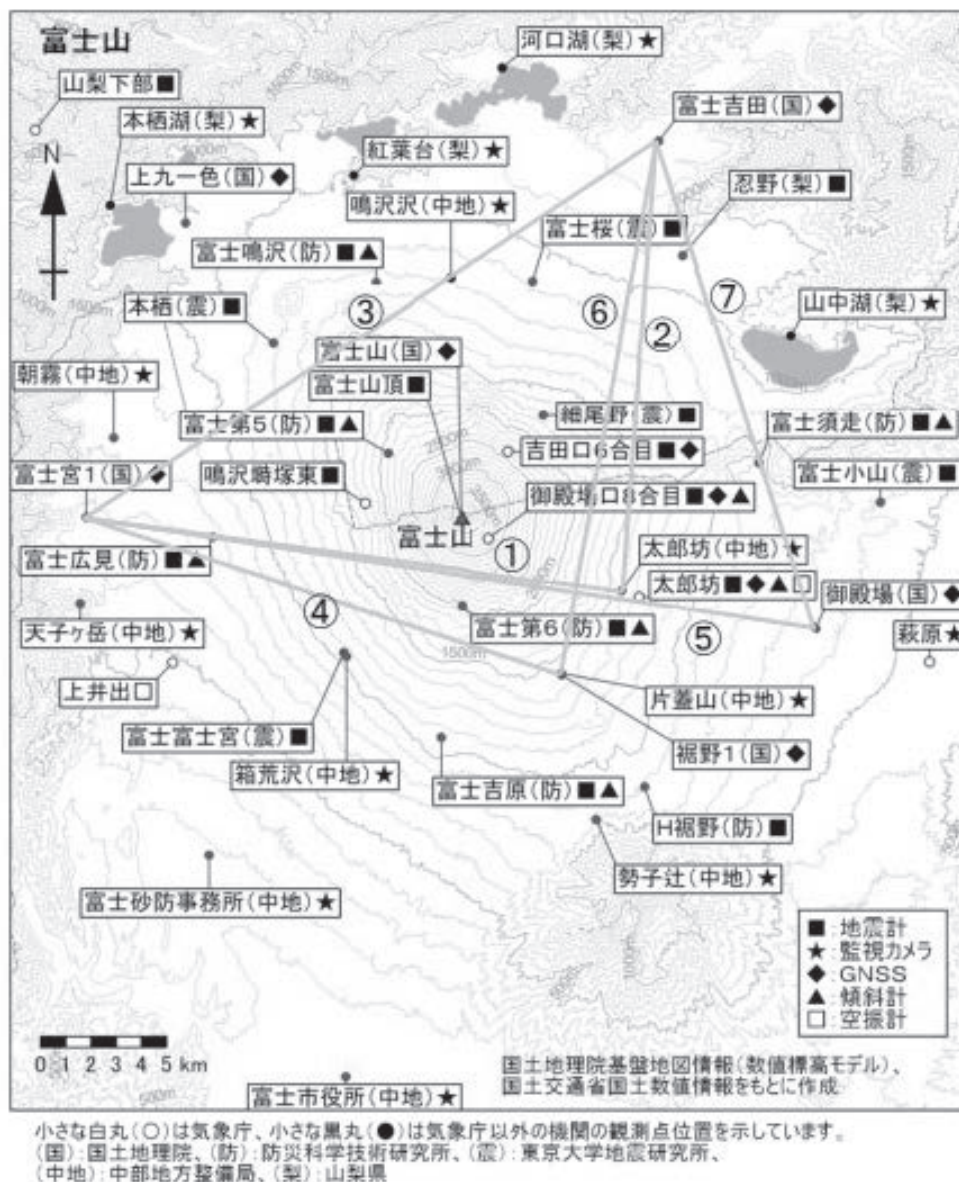 富士山
河口湖(梨)★
山梨下部■
富士吉田(国)◆
本栖湖(梨)★
紅葉台(梨)★
N
上九一色(国)◆
忍野(梨)■
鳴沢沢(中地)★
富士桜(震)■
富士鳴沢(防)■▲
⑦
③
⑥
本栖(震)■
山中湖(梨)★
②
富士山(国)◆
朝霧(中地)★
富士山頂■
細尾野(震)■
富士須走(防)■▲
富士第5(防)■▲
吉田口6合目■◆
富士宮1(国)◆
富士小山(震)■
御殿場口8合目■◆▲
富士山
太郎坊(中地)★
①
富士広見(防)■▲
太郎坊■◆▲□
御殿場(国)◆
④
天子ヶ岳(中地)★
富士第6(防)■▲
⑤
萩原★
1500m
上井出□
片蓋山(中地)★
富士富士宮(震)■
裾野1(国)◆
箱荒沢(中地)★
富士吉原(防)■▲
H裾野(防)■
勢子辻(中地)★
富士砂防事務所(中地)★
■:地震計
★:監視カメラ
◆:GNSS
▲:傾斜計
□:空振計
0 1 2 3 4 5 km
国土地理院基盤地図情報(数値標高モデル)、
国土交通省国土数値情報をもとに作成
富士市役所(中地)★
小さな白丸(○)は気象庁、小さな黒丸(●)は気象庁以外の機関の観測点位置を示しています。
(国):国土地理院、(防):防災科学技術研究所、(震):東京大学地震研究所、
(中地):中部地方整備局、(梨):山梨県